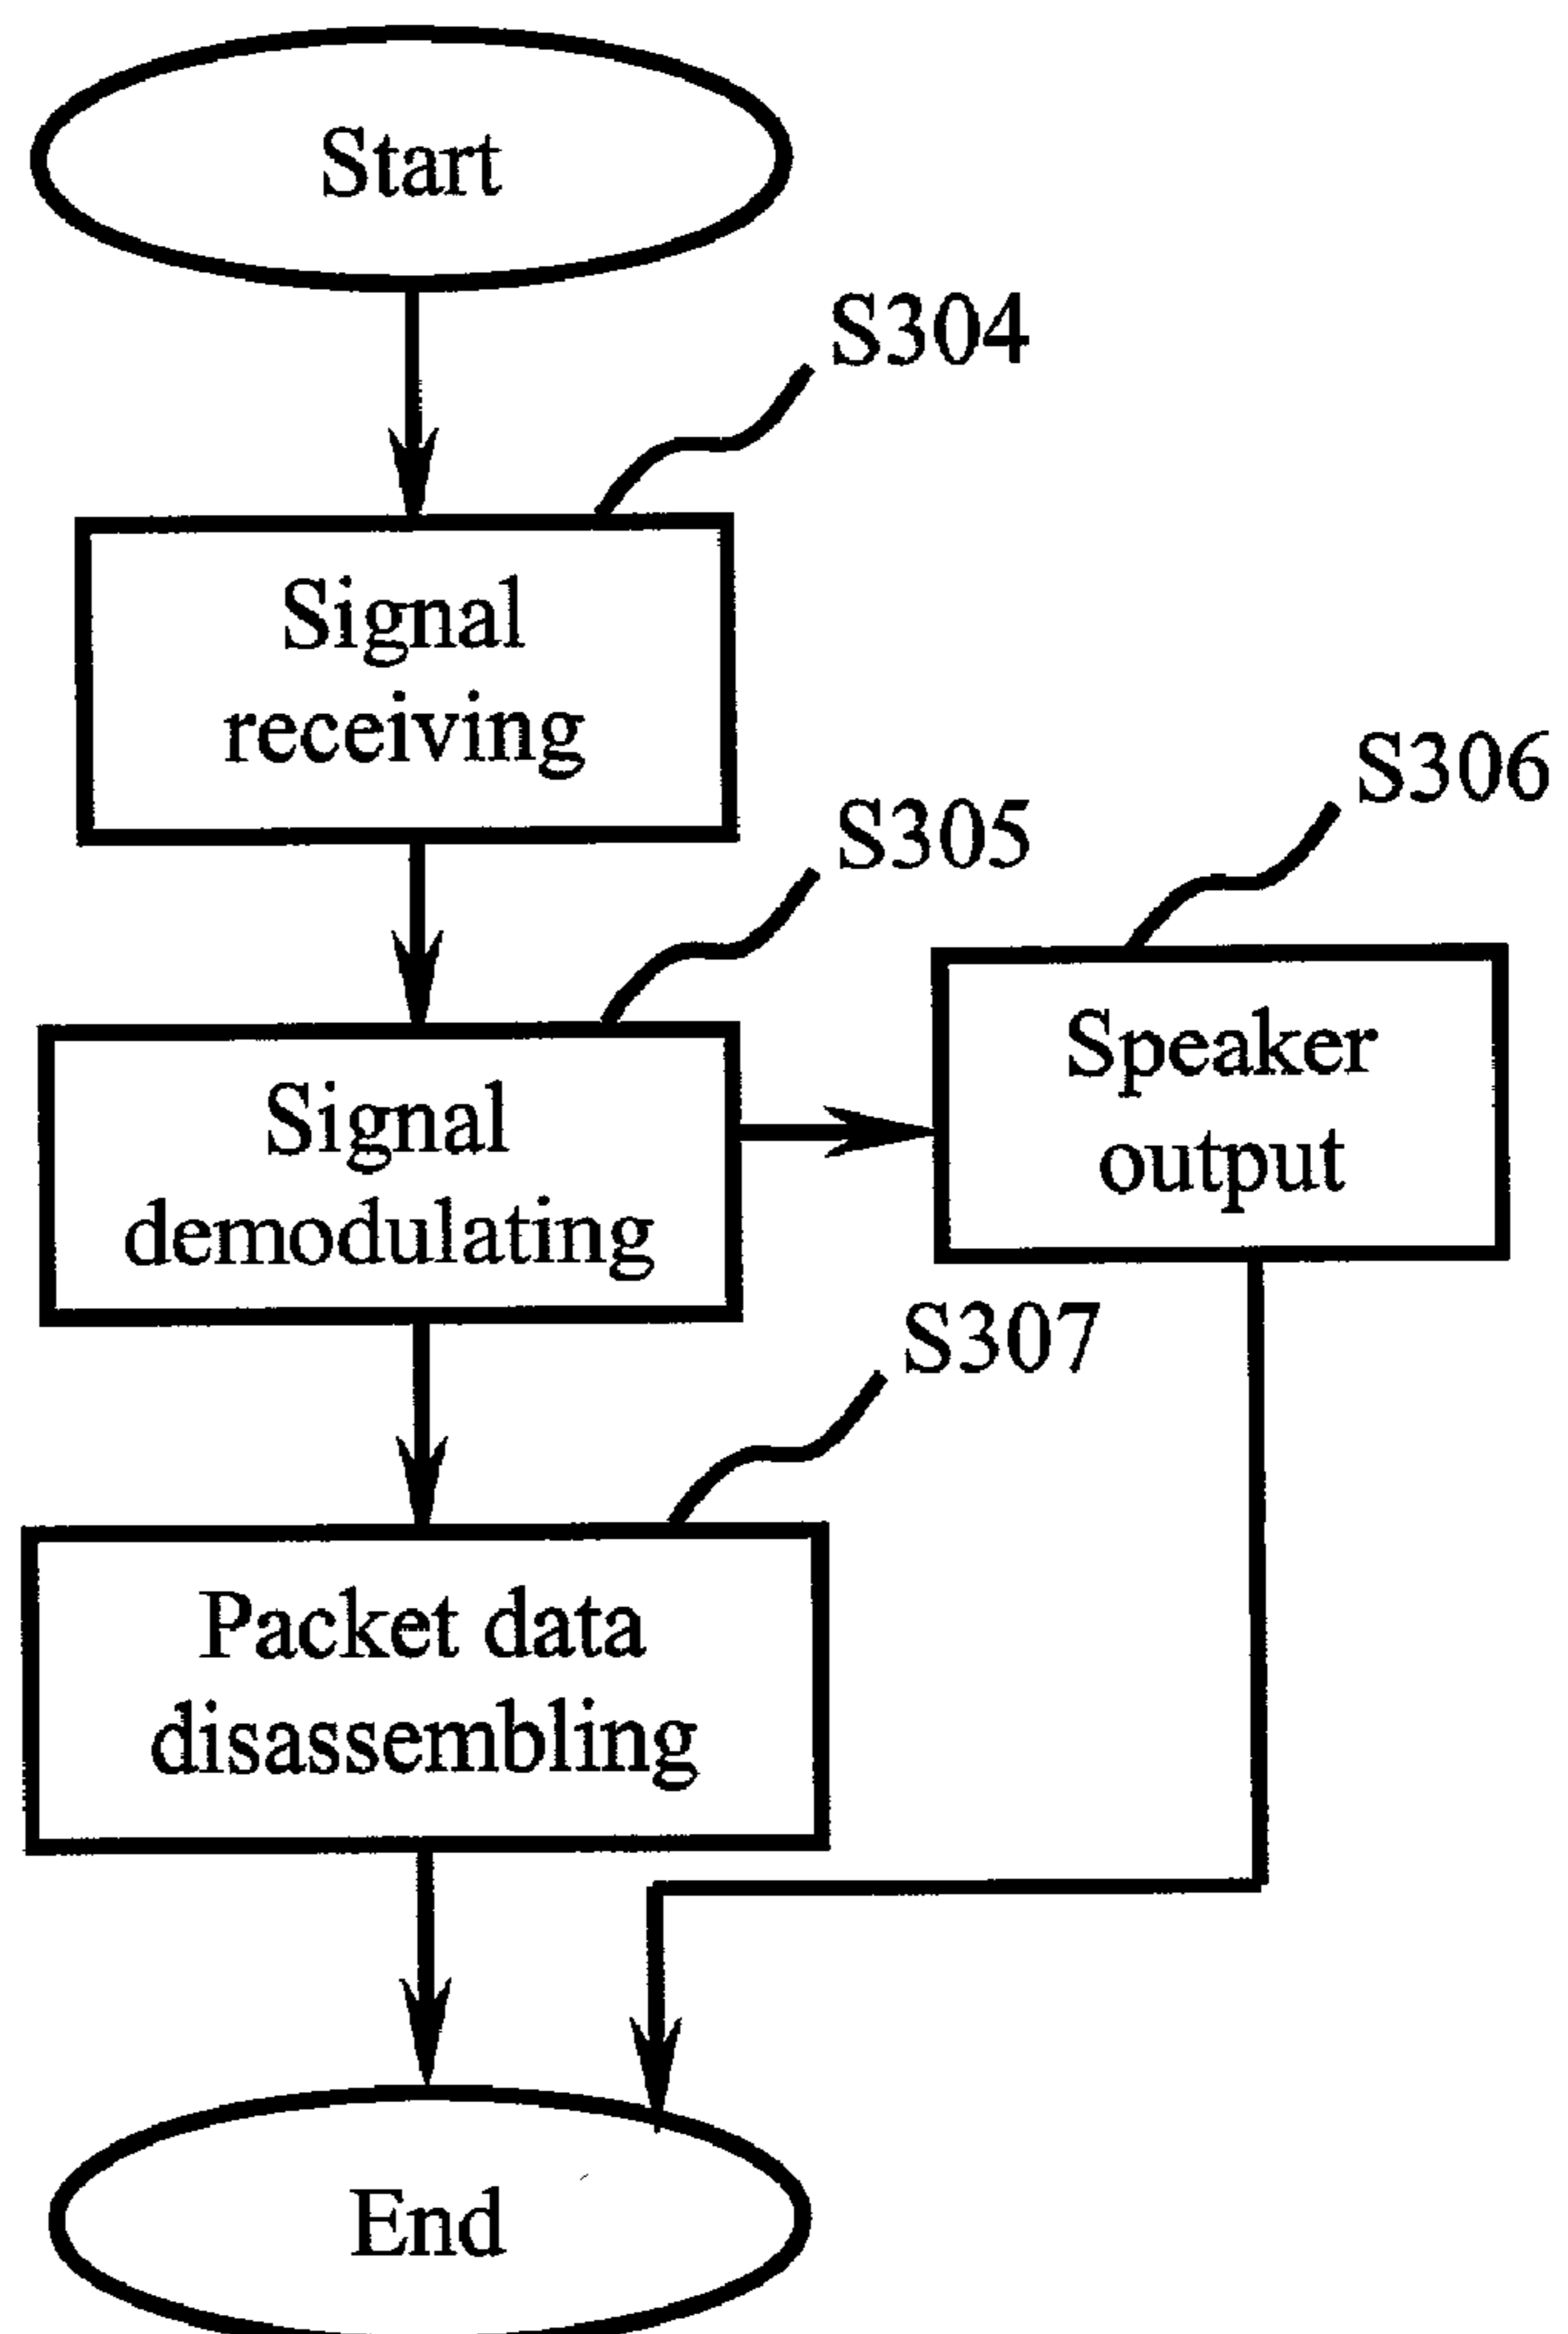 Start
S304
Signal
receiving
S305
S306
Signal
demodulating
Speaker
output
S307
Packet data
disassembling
End